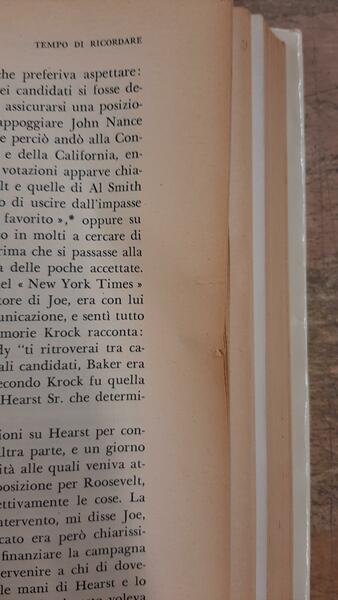 TEMPO DI RICORDARE
che preferiva aspettare:
ei candidati si fosse de-
assicurarsi una posizio-
appoggiare John Nance
e perciò andò alla Con-
e della California, en-
votazioni apparve chia-
lt e quelle di Al Smith
o di uscire dall'impasse
favorito »,* oppure su
to in molti a cercare di
rima che si passasse alla
a delle poche accettate.
el « New York Times »
tore di Joe, era con lui
unicazione, e sentì tutto
morie Krock racconta:
dy “ti ritroverai tra ca-
ali candidati, Baker era
econdo Krock fu quella
Hearst Sr. che determi-
ioni su Hearst per con-
altra parte, e un giorno
ità alle quali veniva at-
posizione per Roosevelt,
ettivamente le cose. La
ntervento, mi disse Joe,
cato era però chiarissi-
finanziare la campagna
ervenire a chi di dove-
le mani di Hearst e lo
voleva